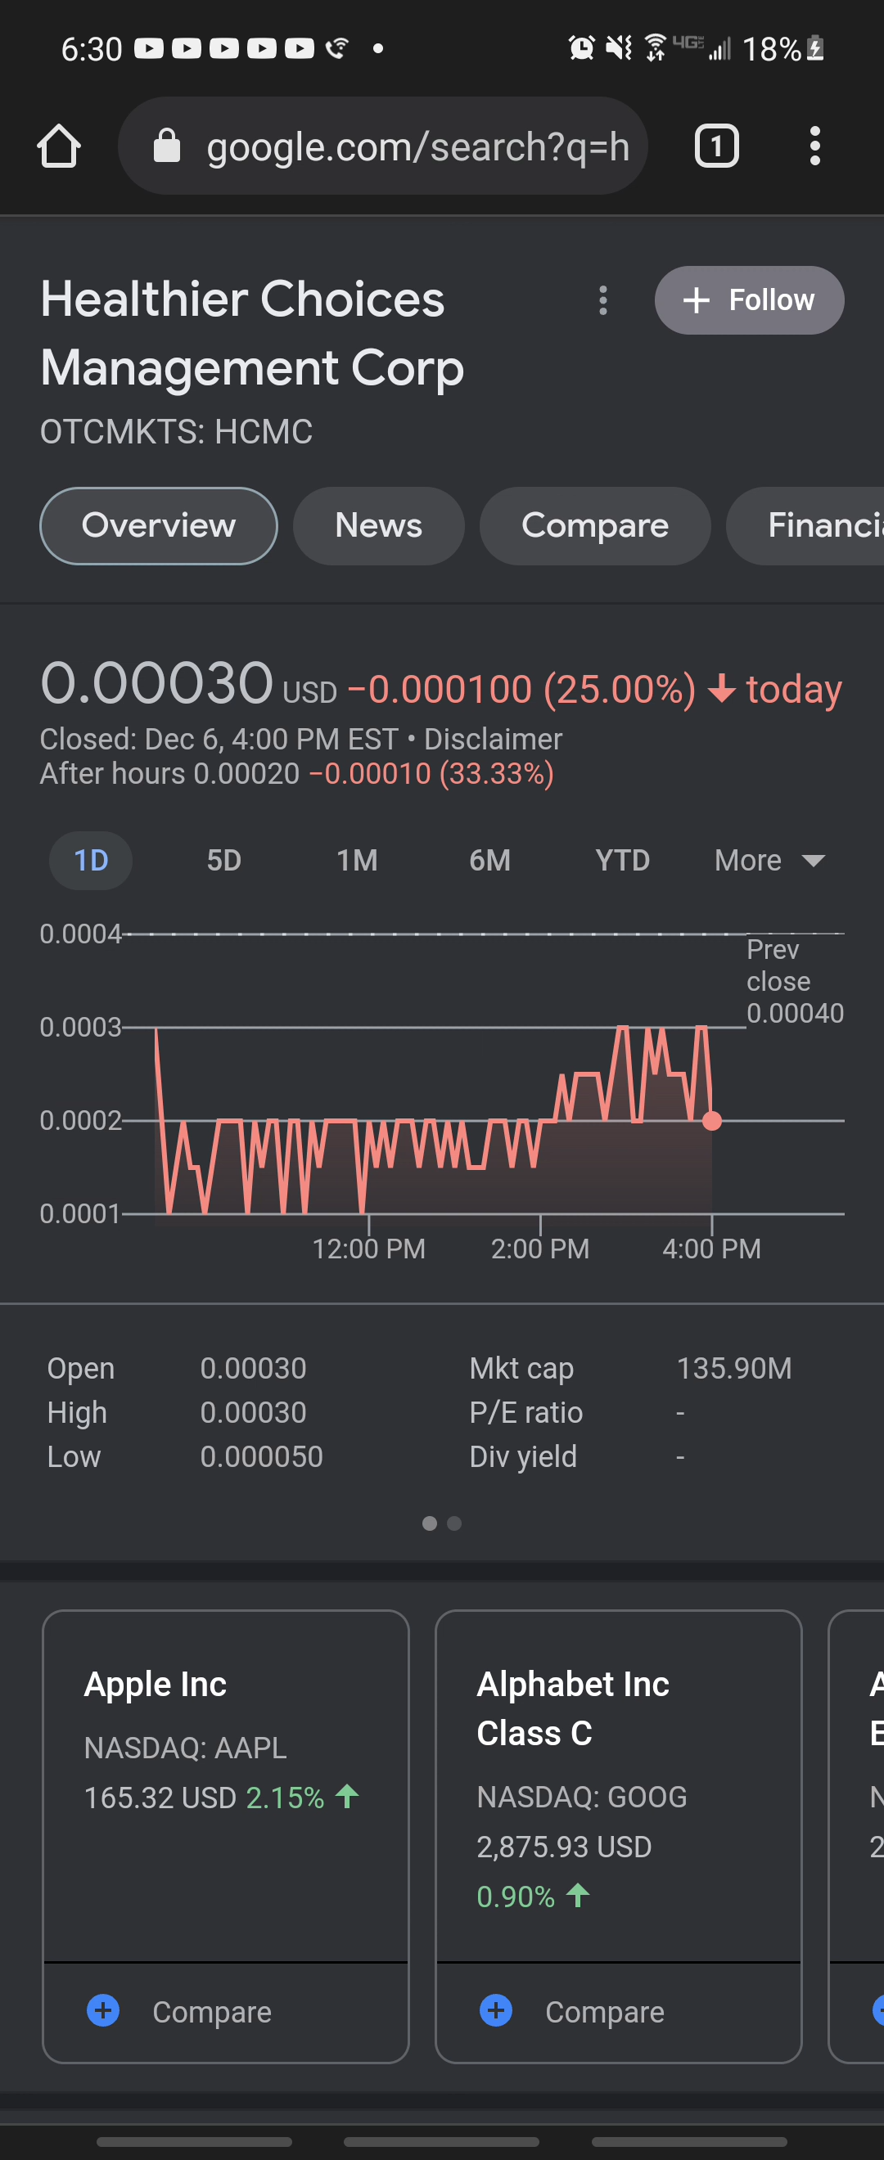 6:30
4GE 18%
google.com/search?q=h
1
Healthier Choices
Management Corp
+ Follow
OTCMKTS: HCMC
Overview News Compare Financi
0.00030 USD −0.000100 (25.00%) ↓ today
Closed: Dec 6, 4:00 PM EST • Disclaimer
After hours 0.00020 −0.00010 (33.33%)
1D 5D 1M 6M YTD More
0.0004
Prev
close
0.00040
0.0003
0.0002
0.0001
12:00 PM 2:00 PM 4:00 PM
Open 0.00030 Mkt cap 135.90M
High 0.00030 P/E ratio -
Low 0.000050 Div yield -
Apple Inc
NASDAQ: AAPL
165.32 USD 2.15% ↑
Compare
Alphabet Inc
Class C
NASDAQ: GOOG
2,875.93 USD
0.90% ↑
Compare